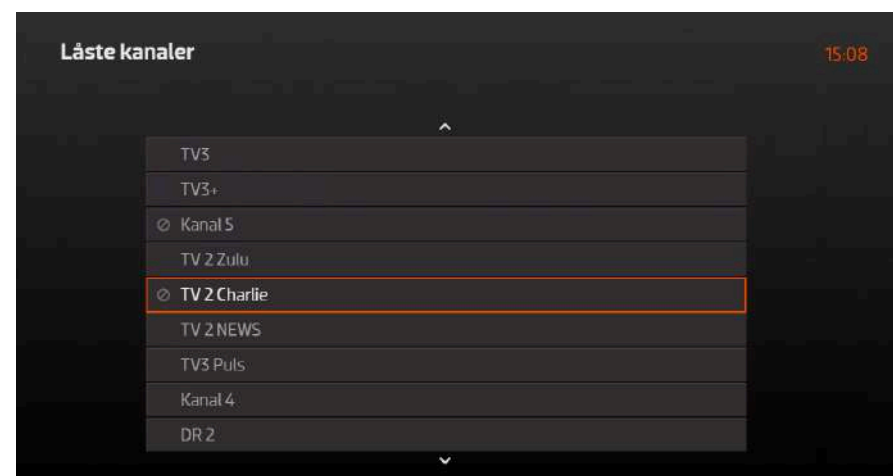 Låste kanaler
15:08
TV3
TV3+
Kanal 5
TV 2 Zulu
TV 2 Charlie
TV 2 NEWS
TV3 Puls
Kanal 4
DR 2